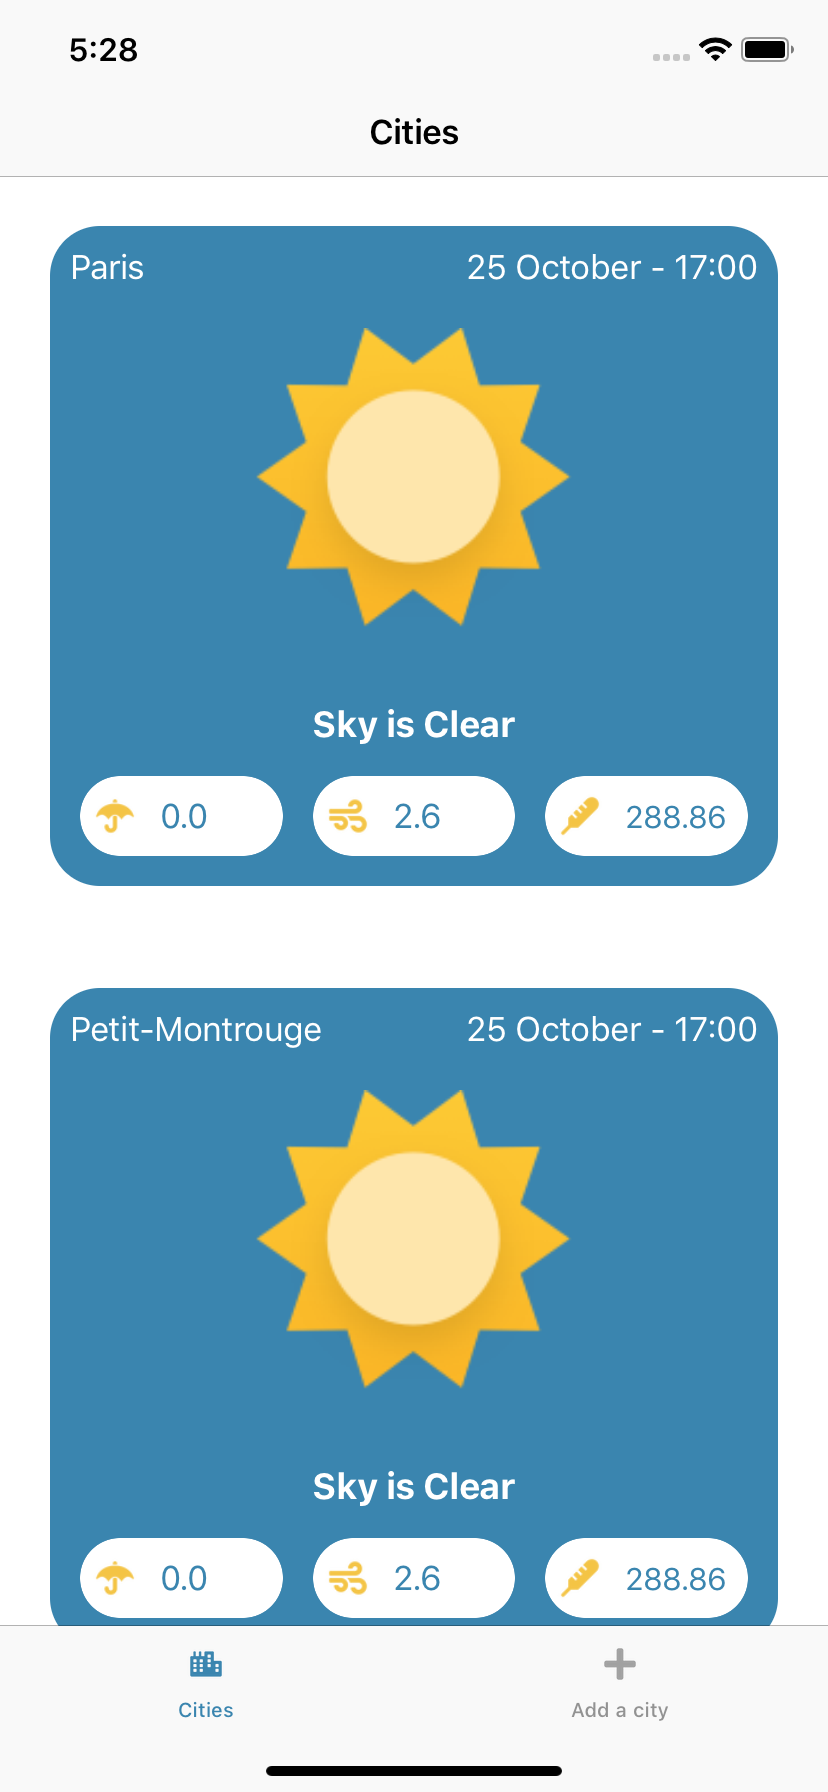 5:28
Cities
Paris 25 October - 17:00
Sky is Clear
0.0 2.6 288.86
Petit-Montrouge 25 October - 17:00
Sky is Clear
0.0 2.6 288.86
Cities Add a city